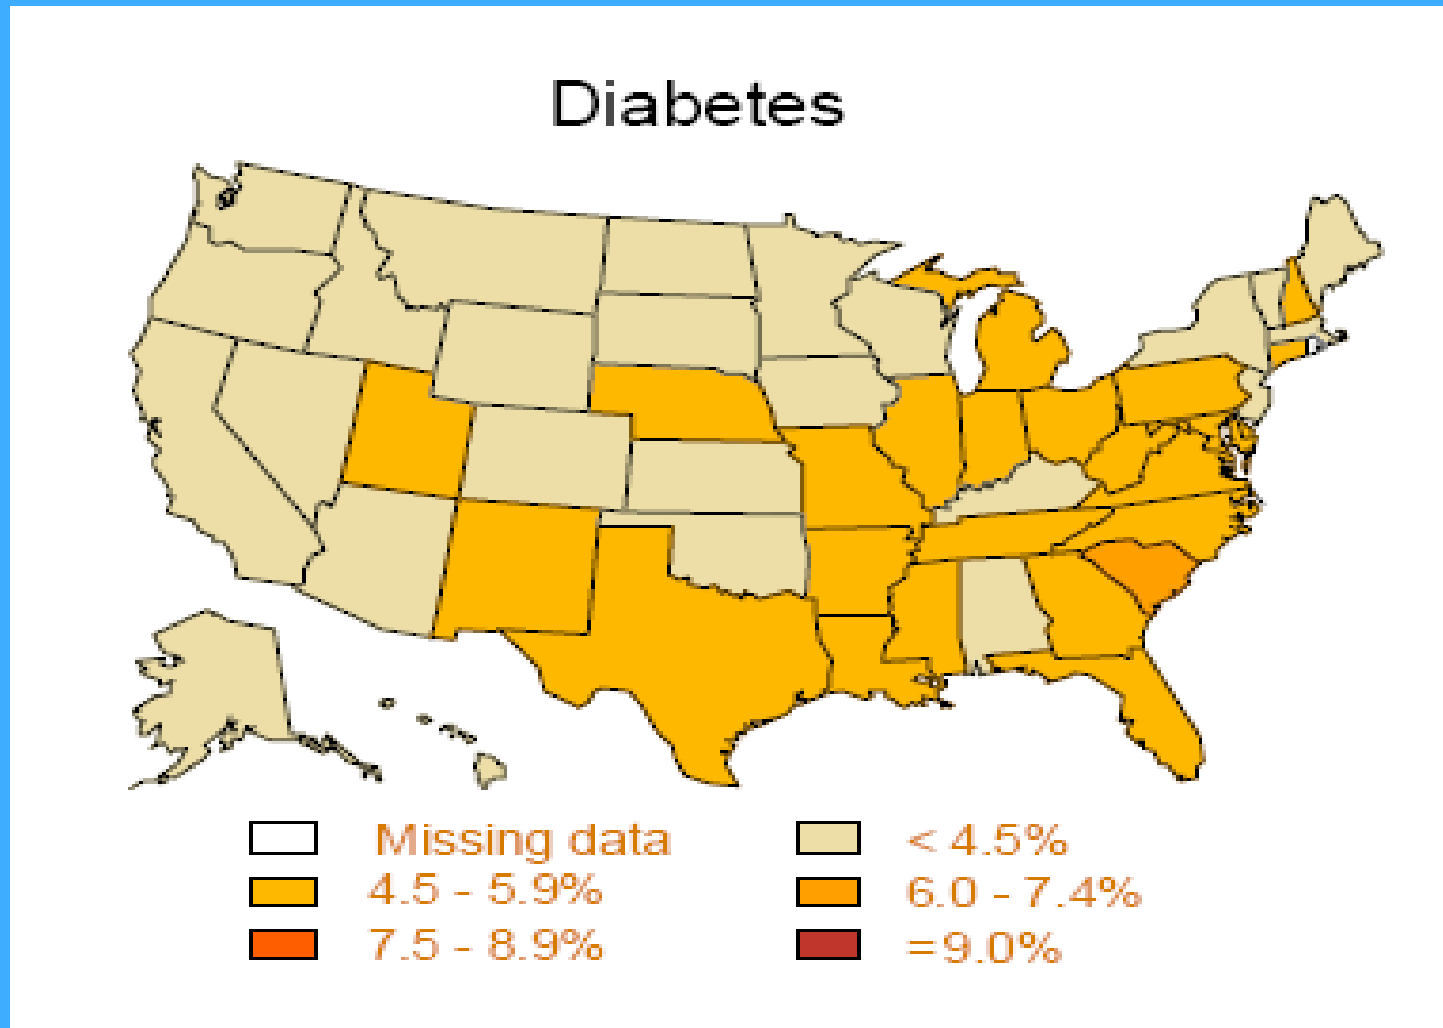 Diabetes
Missing data
< 4.5%
4.5 - 5.9%
6.0 - 7.4%
7.5 - 8.9%
=9.0%